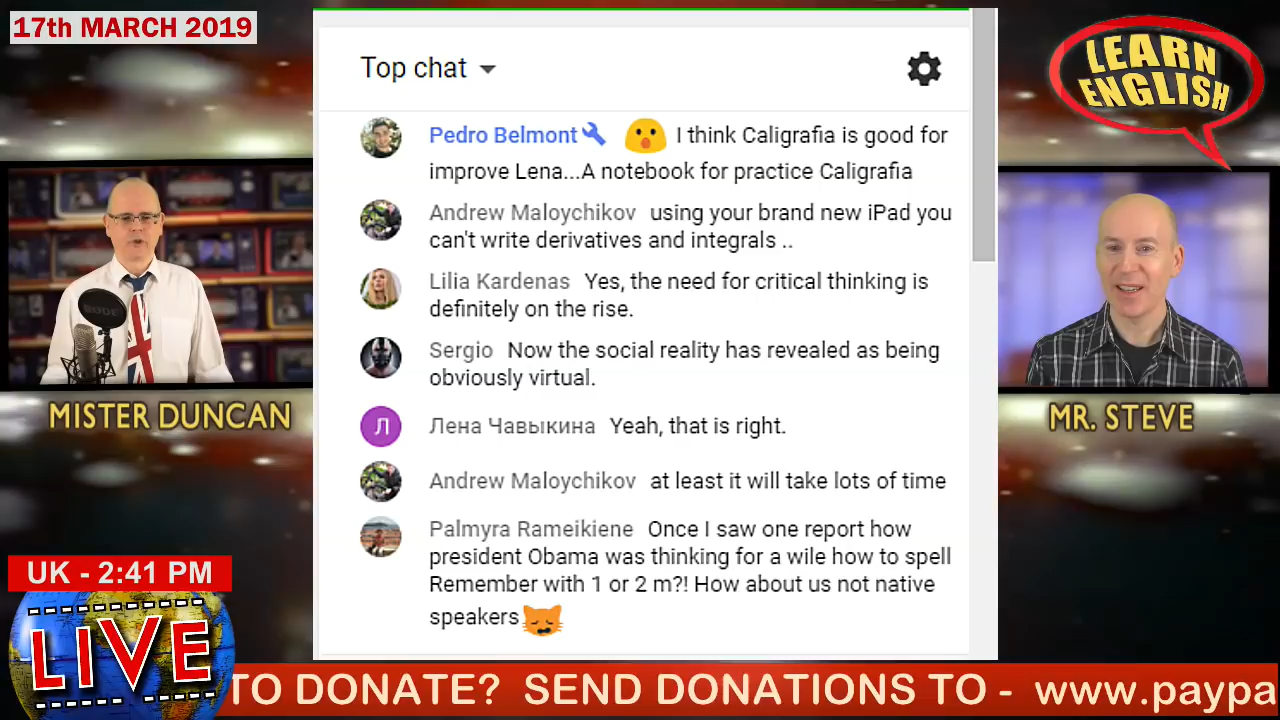 17th MARCH 2019
LEARN
ENGLISH
Top chat
Pedro Belmont I think Caligrafia is good for
improve Lena...A notebook for practice Caligrafia
Andrew Maloychikov using your brand new iPad you
can't write derivatives and integrals ..
Lilia Kardenas Yes, the need for critical thinking is
definitely on the rise.
Sergio Now the social reality has revealed as being
obviously virtual.
Л
Лена Чавыкина Yeah, that is right.
Andrew Maloychikov at least it will take lots of time
Palmyra Rameikiene Once I saw one report how
president Obama was thinking for a wile how to spell
Remember with 1 or 2 m?! How about us not native
speakers
MISTER DUNCAN
MR. STEVE
UK - 2:41 PM
LIVE
TO DONATE? SEND DONATIONS TO - www.paypa